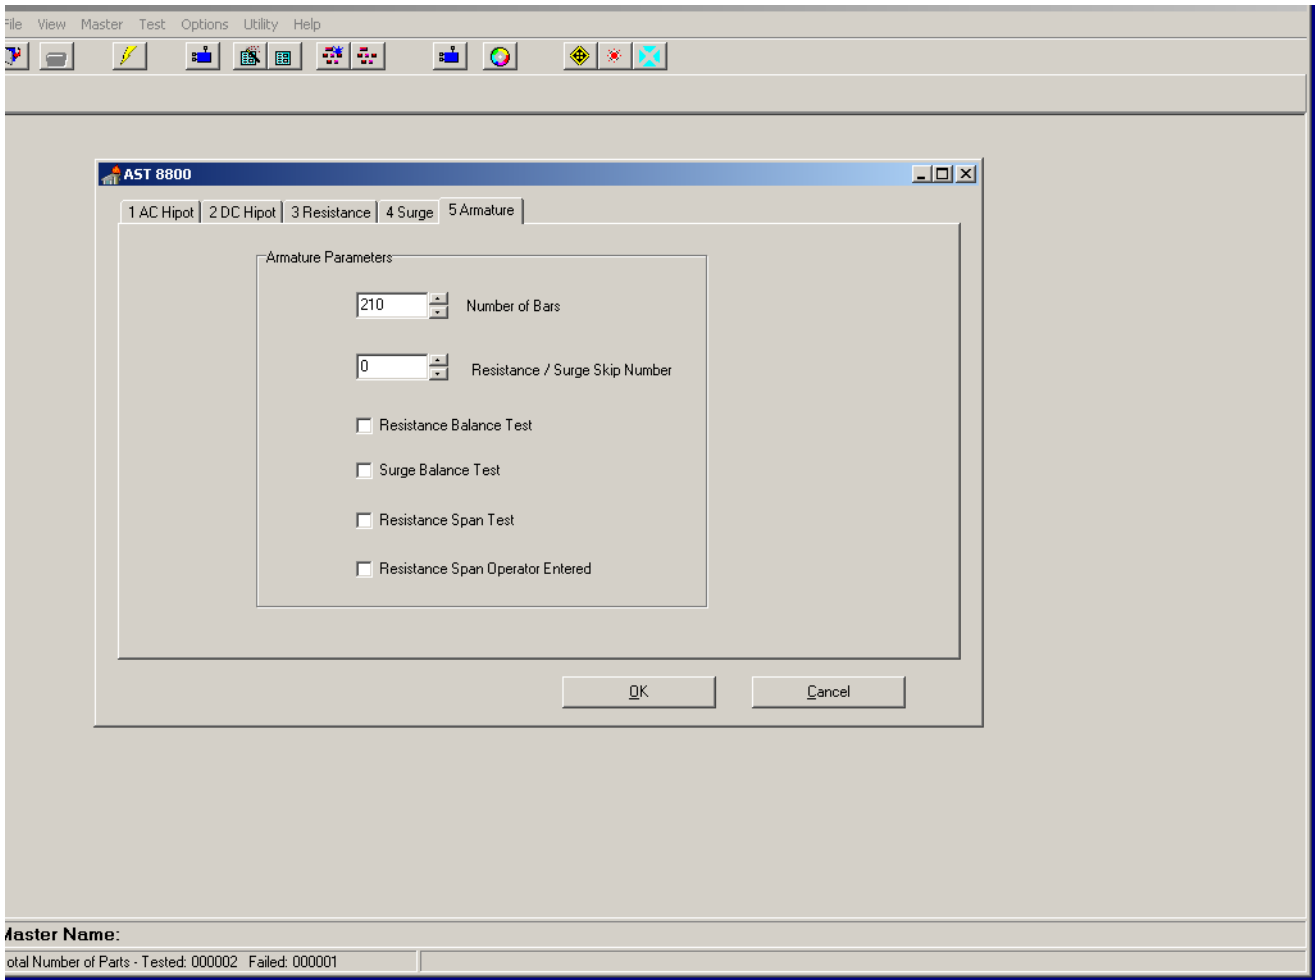 File View Master Test Options Utility Help
AST 8800
1 AC Hipot 2 DC Hipot 3 Resistance 4 Surge 5 Armature
Armature Parameters
210 Number of Bars
0 Resistance / Surge Skip Number
Resistance Balance Test
Surge Balance Test
Resistance Span Test
Resistance Span Operator Entered
OK Cancel
Master Name:
otal Number of Parts - Tested: 000002 Failed: 000001